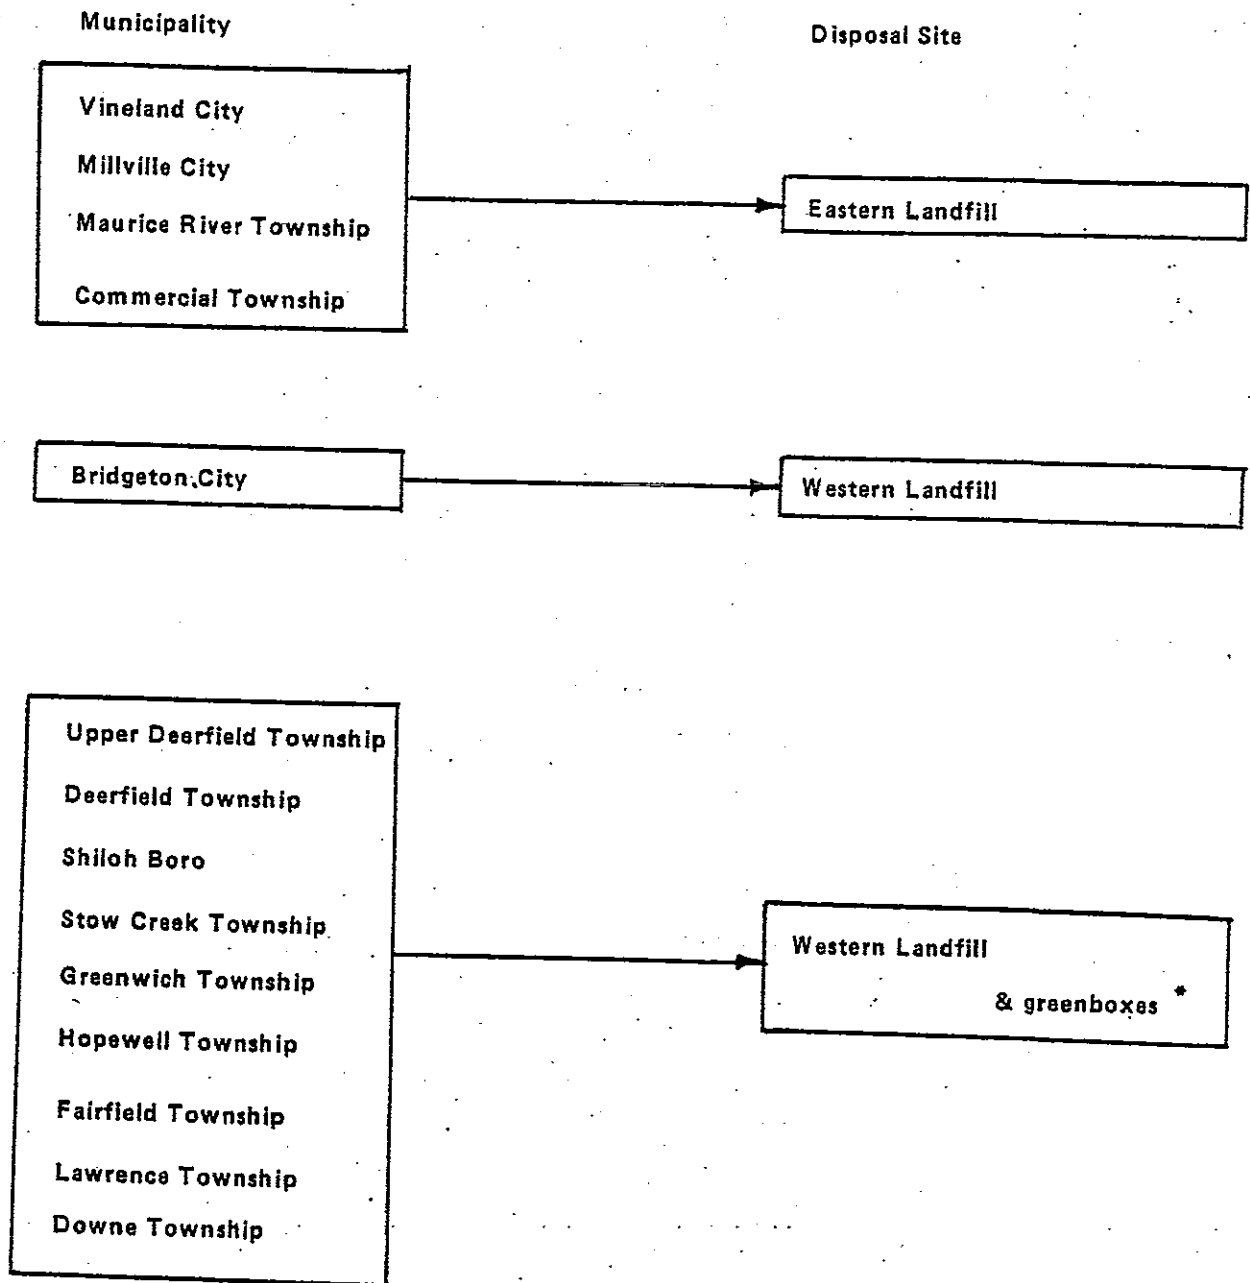 Municipality
Disposal Site
Vineland City
Millville City
Maurice River Township
Commercial Township
Eastern Landfill
Bridgeton City
Western Landfill
Upper Deerfield Township
Deerfield Township
Shiloh Boro
Stow Creek Township
Greenwich Township
Hopewell Township
Fairfield Township
Lawrence Township
Downe Township
Western Landfill
& greenboxes *